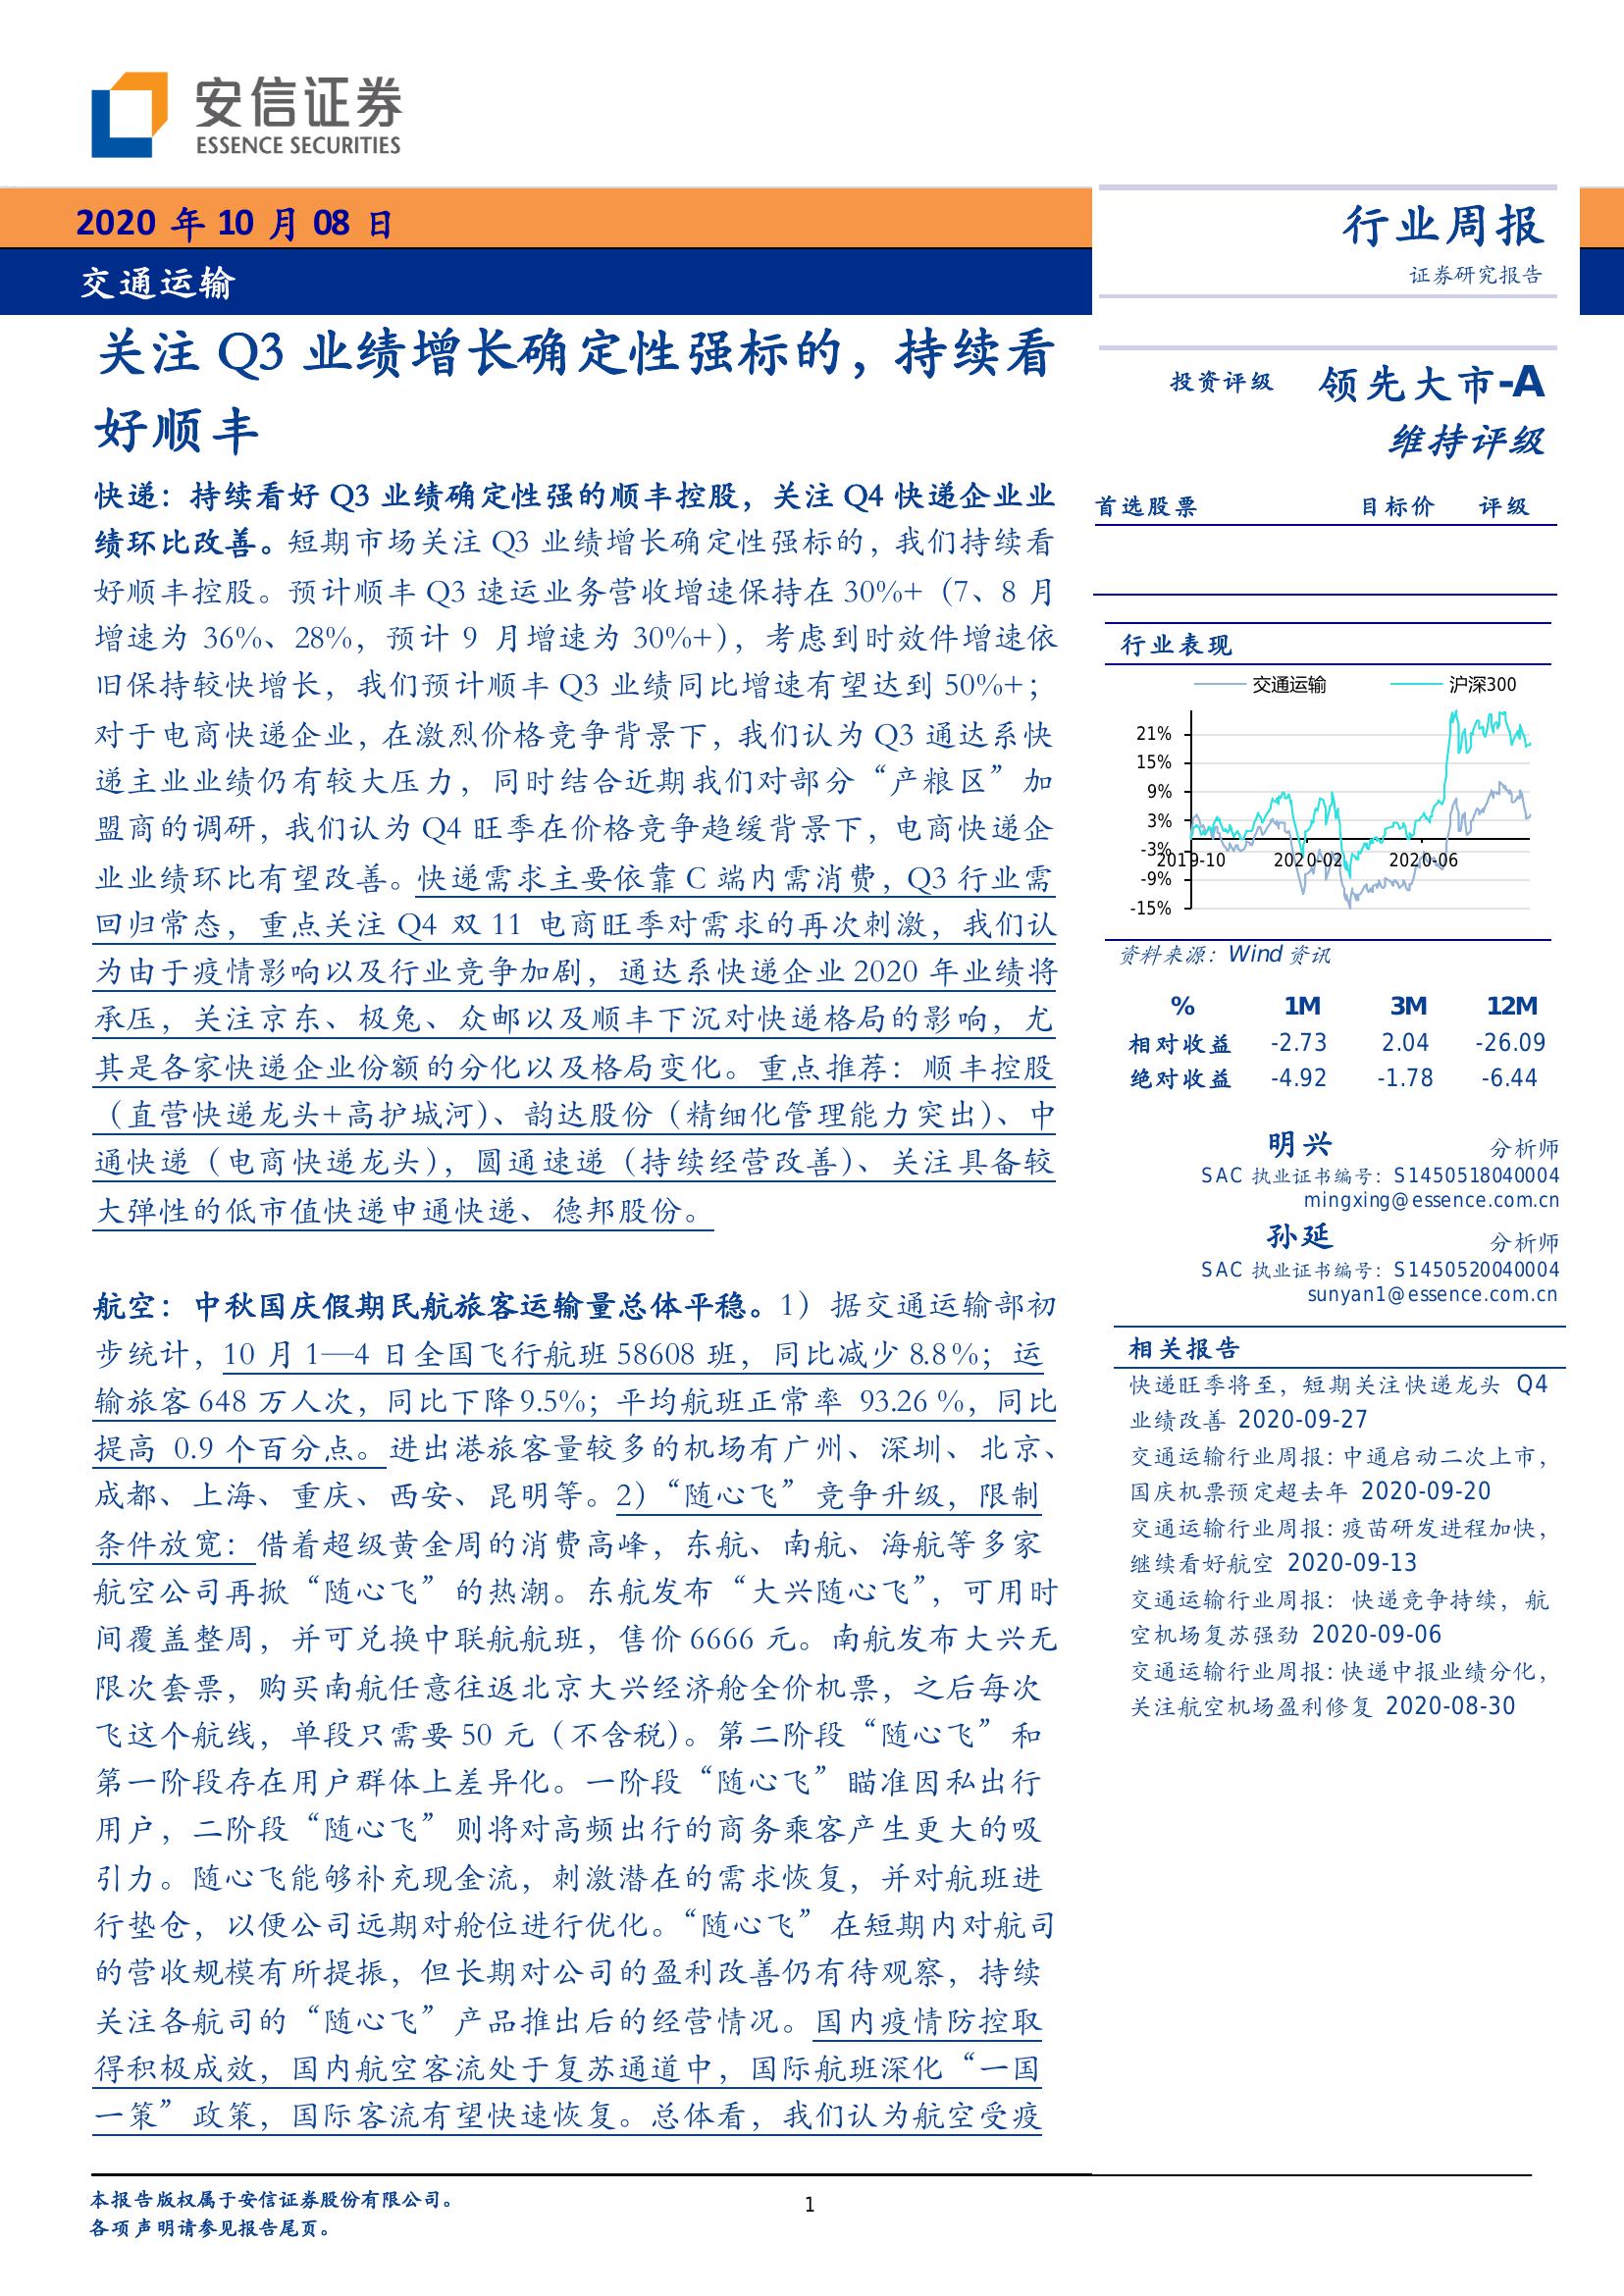 安信证券
ESSENCE SECURITIES
2020 年 10 月 08 日
交通运输
行业周报
证券研究报告
关注 Q3 业绩增长确定性强标的，持续看
好顺丰
快递：持续看好 Q3 业绩确定性强的顺丰控股，关注 Q4 快递企业业
绩环比改善。短期市场关注 Q3 业绩增长确定性强标的，我们持续看
好顺丰控股。预计顺丰 Q3 速运业务营收增速保持在 30%+（7、8 月
增速为 36%、28%，预计 9 月增速为 30%+），考虑到时效件增速依
旧保持较快增长，我们预计顺丰 Q3 业绩同比增速有望达到 50%+；
对于电商快递企业，在激烈价格竞争背景下，我们认为 Q3 通达系快
递主业业绩仍有较大压力，同时结合近期我们对部分“产粮区”加
盟商的调研，我们认为 Q4 旺季在价格竞争趋缓背景下，电商快递企
业业绩环比有望改善。快递需求主要依靠 C 端内需消费，Q3 行业需
回归常态，重点关注 Q4 双 11 电商旺季对需求的再次刺激，我们认
为由于疫情影响以及行业竞争加剧，通达系快递企业 2020 年业绩将
承压，关注京东、极兔、众邮以及顺丰下沉对快递格局的影响，尤
其是各家快递企业份额的分化以及格局变化。重点推荐：顺丰控股
（直营快递龙头+高护城河）、韵达股份（精细化管理能力突出）、中
通快递（电商快递龙头），圆通速递（持续经营改善）、关注具备较
大弹性的低市值快递申通快递、德邦股份。
航空：中秋国庆假期民航旅客运输量总体平稳。1）据交通运输部初
步统计，10 月 1—4 日全国飞行航班 58608 班，同比减少 8.8%；运
输旅客 648 万人次，同比下降 9.5%；平均航班正常率 93.26 %，同比
提高 0.9 个百分点。进出港旅客量较多的机场有广州、深圳、北京、
成都、上海、重庆、西安、昆明等。2）“随心飞”竞争升级，限制
条件放宽：借着超级黄金周的消费高峰，东航、南航、海航等多家
航空公司再掀“随心飞”的热潮。东航发布“大兴随心飞”，可用时
间覆盖整周，并可兑换中联航航班，售价 6666 元。南航发布大兴无
限次套票，购买南航任意往返北京大兴经济舱全价机票，之后每次
飞这个航线，单段只需要 50 元（不含税）。第二阶段“随心飞”和
第一阶段存在用户群体上差异化。一阶段“随心飞”瞄准因私出行
用户，二阶段“随心飞”则将对高频出行的商务乘客产生更大的吸
引力。随心飞能够补充现金流，刺激潜在的需求恢复，并对航班进
行垫仓，以便公司远期对舱位进行优化。“随心飞”在短期内对航司
的营收规模有所提振，但长期对公司的盈利改善仍有待观察，持续
关注各航司的“随心飞”产品推出后的经营情况。国内疫情防控取
得积极成效，国内航空客流处于复苏通道中，国际航班深化“一国
一策”政策，国际客流有望快速恢复。总体看，我们认为航空受疫
投资评级 领先大市-A
维持评级
首选股票 目标价 评级
行业表现
交通运输 沪深300
21%
15%
9%
3%
-3%
-9%
-15%
2019-10 2020-02 2020-06
资料来源：Wind 资讯
% 1M 3M 12M
相对收益 -2.73 2.04 -26.09
绝对收益 -4.92 -1.78 -6.44
明兴 分析师
SAC 执业证书编号：S1450518040004
mingxing@essence.com.cn
孙延 分析师
SAC 执业证书编号：S1450520040004
sunyan1@essence.com.cn
相关报告
快递旺季将至，短期关注快递龙头 Q4
业绩改善 2020-09-27
交通运输行业周报：中通启动二次上市，
国庆机票预定超去年 2020-09-20
交通运输行业周报：疫苗研发进程加快，
继续看好航空 2020-09-13
交通运输行业周报：快递竞争持续，航
空机场复苏强劲 2020-09-06
交通运输行业周报：快递中报业绩分化，
关注航空机场盈利修复 2020-08-30
本报告版权属于安信证券股份有限公司。
各项声明请参见报告尾页。
1